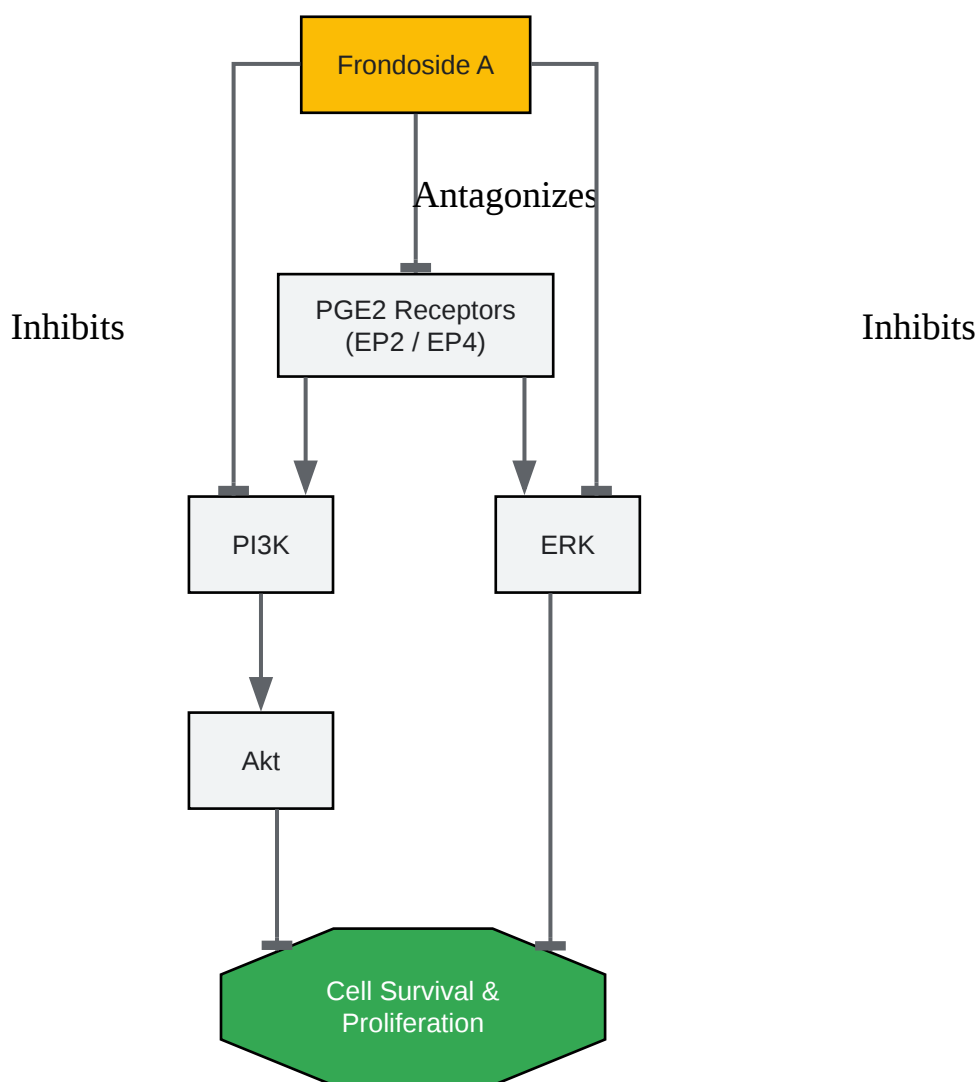 Frondoside A
Antagonizes
PGE2 Receptors
(EP2 / EP4)
Inhibits
Inhibits
PI3K
ERK
Akt
Cell Survival &
Proliferation